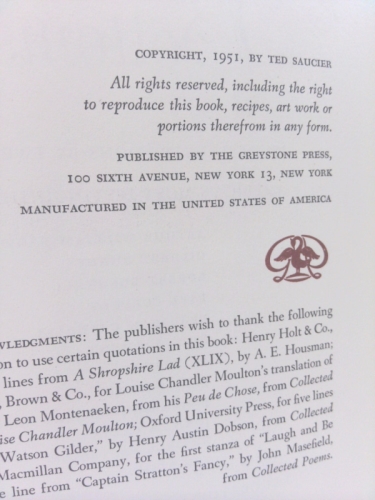 COPYRIGHT, 1951, BY TED SAUCIER
All rights reserved, including the right
to reproduce this book, recipes, art work or
portions therefrom in any form.
PUBLISHED BY THE GREYSTONE PRESS,
100 SIXTH AVENUE, NEW YORK 13, NEW YORK
MANUFACTURED IN THE UNITED STATES OF AMERICA
WLEDGMENTS: The publishers wish to thank the following
on to use certain quotations in this book: Henry Holt & Co.,
lines from A Shropshire Lad (XLIX), by A. E. Housman;
, Brown & Co., for Louise Chandler Moulton's translation of
Leon Montenaeken, from his Peu de Chose, from Collected
ise Chandler Moulton; Oxford University Press, for five lines
Watson Gilder," by Henry Austin Dobson, from Collected
Macmillan Company, for the first stanza of "Laugh and Be
e line from "Captain Stratton's Fancy," by John Masefield,
from Collected Poems.